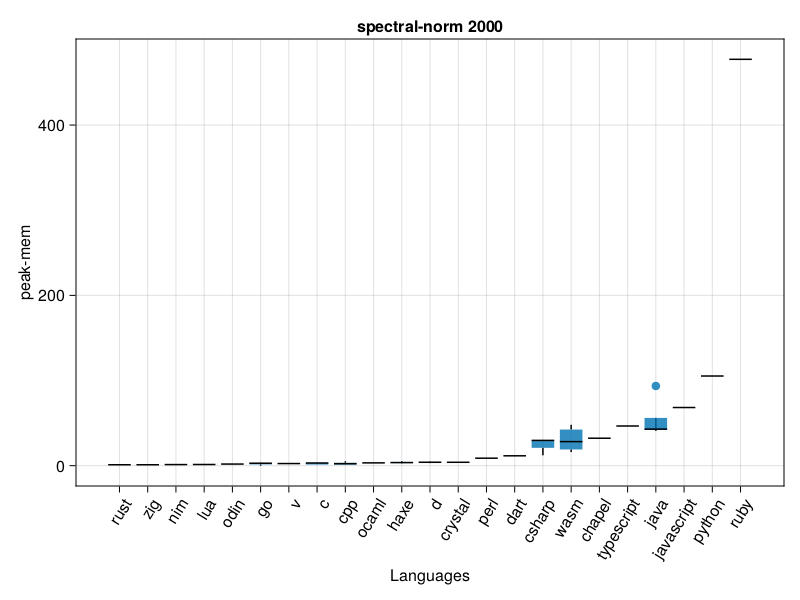 spectral-norm 2000
peak-mem
400
200
0
rust
zig
nim
lua
odin
go
v
c
cpp
ocaml
haxe
d
crystal
perl
dart
csharp
wasm
chapel
typescript
java
javascript
python
ruby
Languages